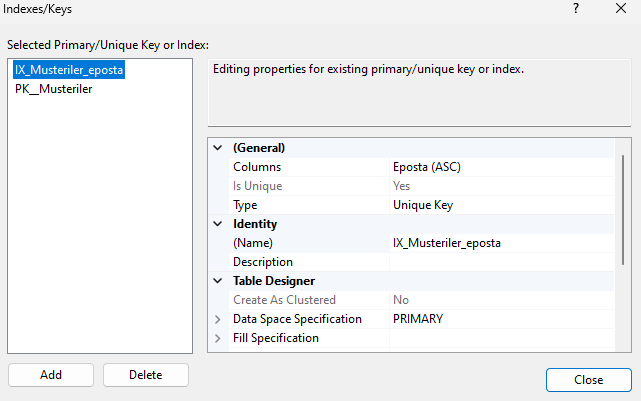 Indexes/Keys
? ×
Selected Primary/Unique Key or Index:
IX_Musteriler_eposta
PK__Musteriler
Editing properties for existing primary/unique key or index.
(General)
Columns Eposta (ASC)
Is Unique Yes
Type Unique Key
Identity
(Name) IX_Musteriler_eposta
Description
Table Designer
Create As Clustered No
Data Space Specification PRIMARY
Fill Specification
Add Delete
Close